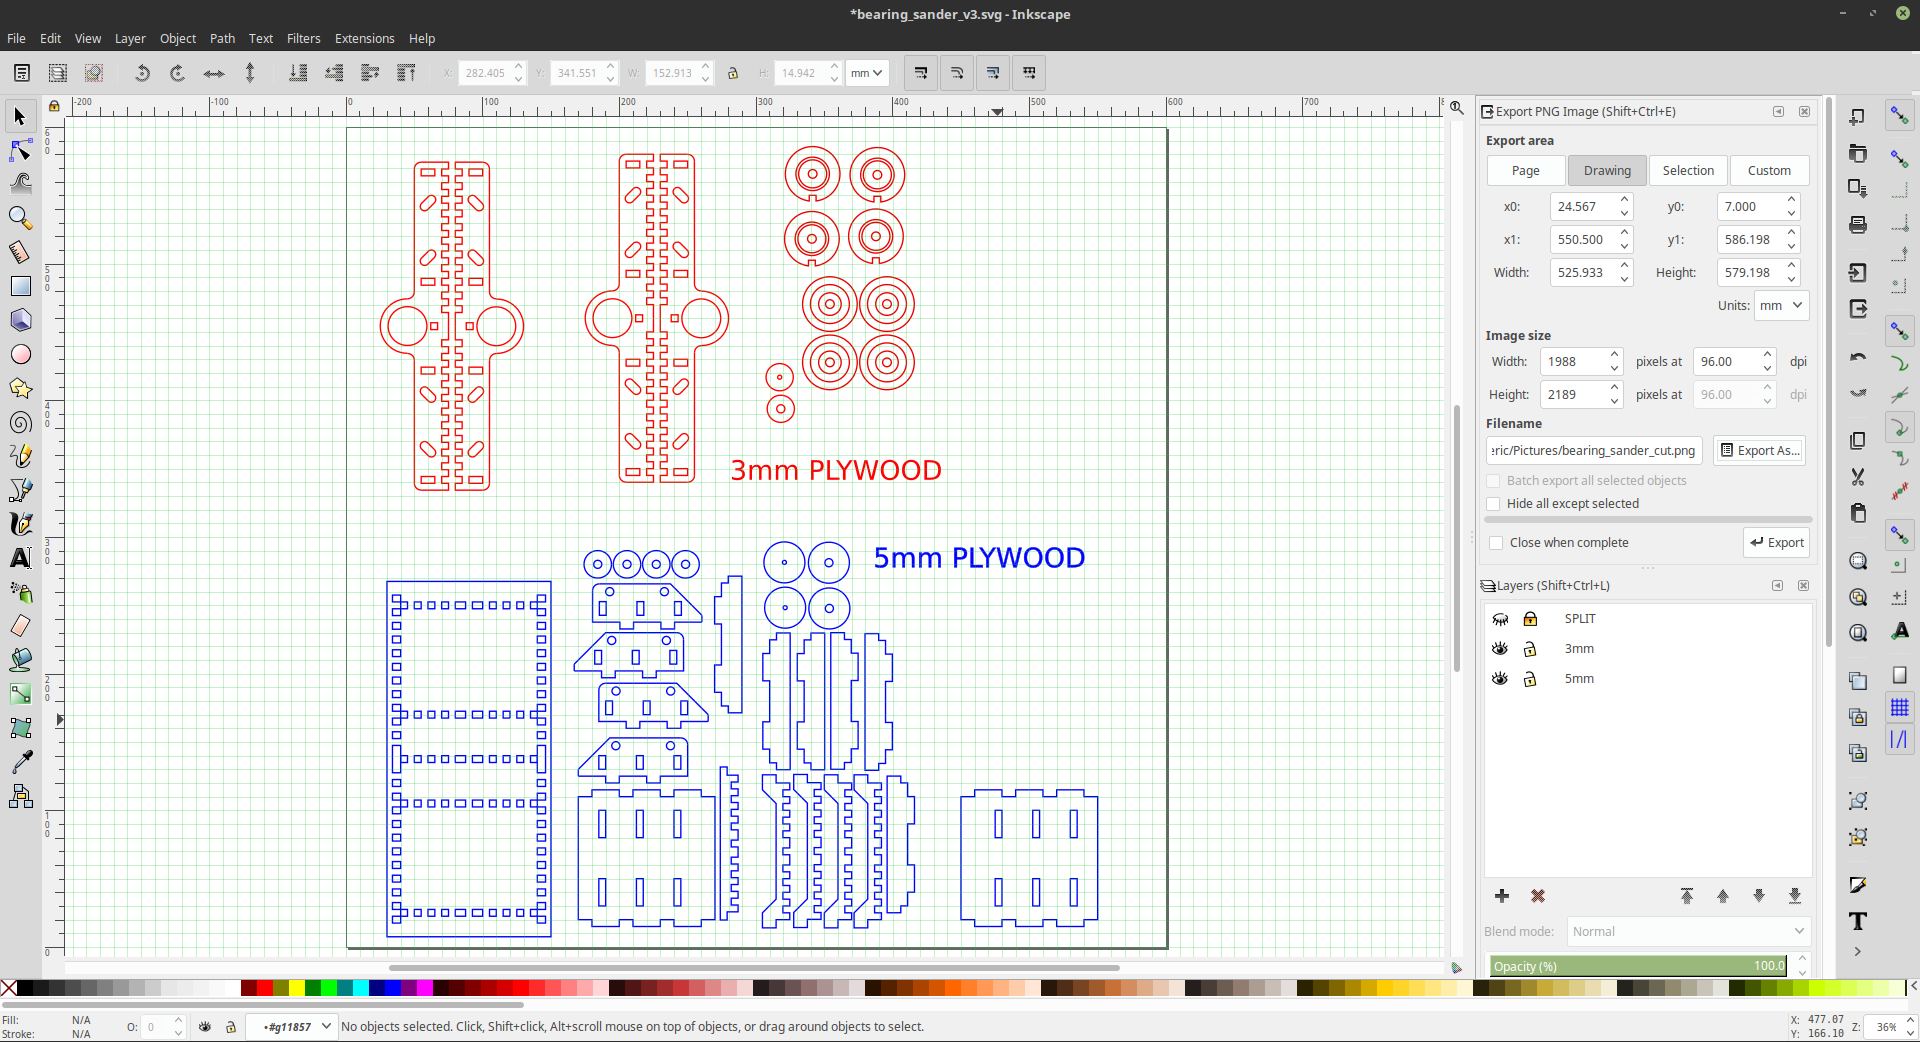 *bearing_sander_v3.svg - Inkscape
File Edit View Layer Object Path Text Filters Extensions Help
X: 282.405 Y: 341.551 W: 152.913 H: 14.942 mm
-200 -100 0 100 200 300 400 500 600 700
600
500
400
300
200
100
0
3mm PLYWOOD
5mm PLYWOOD
Export PNG Image (Shift+Ctrl+E)
Export area
Page Drawing Selection Custom
x0: 24.567 y0: 7.000
x1: 550.500 y1: 586.198
Width: 525.933 Height: 579.198
Units: mm
Image size
Width: 1988 pixels at 96.00 dpi
Height: 2189 pixels at 96.00 dpi
Filename
eric/Pictures/bearing_sander_cut.png Export As...
Batch export all selected objects
Hide all except selected
Close when complete Export
Layers (Shift+Ctrl+L)
SPLIT
3mm
5mm
Blend mode: Normal
Opacity (%) 100.0
Fill: N/A
Stroke: N/A
O: 0
•#g11857
No objects selected. Click, Shift+click, Alt+scroll mouse on top of objects, or drag around objects to select.
X: 477.07
Y: 166.10
Z: 36%